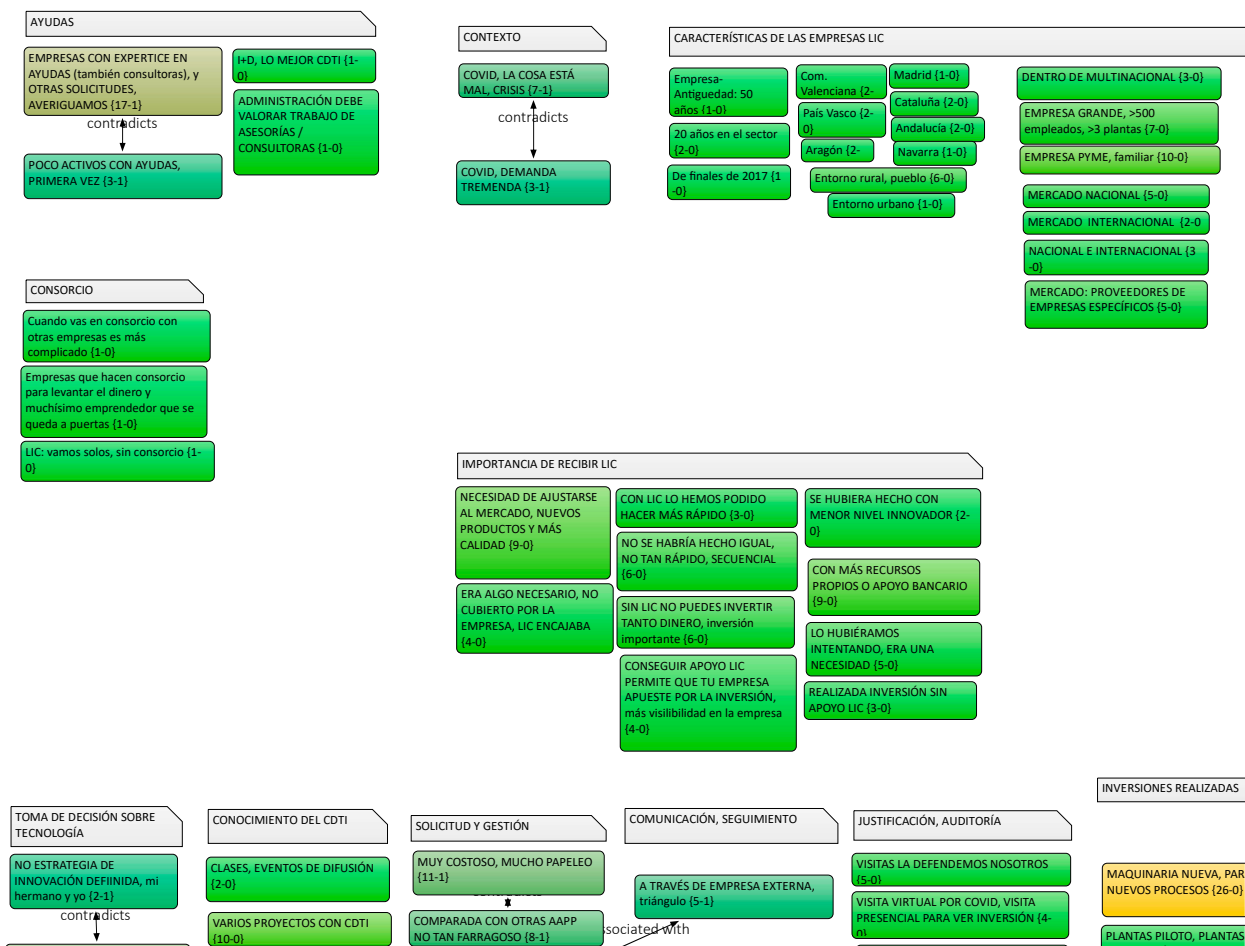 AYUDAS
EMPRESAS CON EXPERTICE EN
AYUDAS (también consultoras), y
OTRAS SOLICITUDES,
AVERIGUAMOS {17-1}
contradicts
POCO ACTIVOS CON AYUDAS,
PRIMERA VEZ {3-1}
I+D, LO MEJOR CDTI {1-
0}
ADMINISTRACIÓN DEBE
VALORAR TRABAJO DE
ASESORÍAS /
CONSULTORAS {1-0}
CONTEXTO
COVID, LA COSA ESTÁ
MAL, CRISIS {7-1}
contradicts
COVID, DEMANDA
TREMENDA {3-1}
CARACTERÍSTICAS DE LAS EMPRESAS LIC
Empresa-
Antiguedad: 50
años {1-0}
20 años en el sector
{2-0}
De finales de 2017 {1
-0}
Com.
Valenciana {2-
País Vasco {2-
0}
Aragón {2-
Madrid {1-0}
Cataluña {2-0}
Andalucía {2-0}
Navarra {1-0}
Entorno rural, pueblo {6-0}
Entorno urbano {1-0}
DENTRO DE MULTINACIONAL {3-0}
EMPRESA GRANDE, >500
empleados, >3 plantas {7-0}
EMPRESA PYME, familiar {10-0}
MERCADO NACIONAL {5-0}
MERCADO INTERNACIONAL {2-0
NACIONAL E INTERNACIONAL {3
-0}
MERCADO: PROVEEDORES DE
EMPRESAS ESPECÍFICOS {5-0}
CONSORCIO
Cuando vas en consorcio con
otras empresas es más
complicado {1-0}
Empresas que hacen consorcio
para levantar el dinero y
muchísimo emprendedor que se
queda a puertas {1-0}
LIC: vamos solos, sin consorcio {1-
0}
IMPORTANCIA DE RECIBIR LIC
NECESIDAD DE AJUSTARSE
AL MERCADO, NUEVOS
PRODUCTOS Y MÁS
CALIDAD {9-0}
ERA ALGO NECESARIO, NO
CUBIERTO POR LA
EMPRESA, LIC ENCAJABA
{4-0}
CON LIC LO HEMOS PODIDO
HACER MÁS RÁPIDO {3-0}
NO SE HABRÍA HECHO IGUAL,
NO TAN RÁPIDO, SECUENCIAL
{6-0}
SIN LIC NO PUEDES INVERTIR
TANTO DINERO, inversión
importante {6-0}
CONSEGUIR APOYO LIC
PERMITE QUE TU EMPRESA
APUESTE POR LA INVERSIÓN,
más visilibilidad en la empresa
{4-0}
SE HUBIERA HECHO CON
MENOR NIVEL INNOVADOR {2-
0}
CON MÁS RECURSOS
PROPIOS O APOYO BANCARIO
{9-0}
LO HUBIÉRAMOS
INTENTANDO, ERA UNA
NECESIDAD {5-0}
REALIZADA INVERSIÓN SIN
APOYO LIC {3-0}
TOMA DE DECISIÓN SOBRE
TECNOLOGÍA
NO ESTRATEGIA DE
INNOVACIÓN DEFIINIDA, mi
hermano y yo {2-1}
contradicts
CONOCIMIENTO DEL CDTI
CLASES, EVENTOS DE DIFUSIÓN
{2-0}
VARIOS PROYECTOS CON CDTI
{10-0}
SOLICITUD Y GESTIÓN
MUY COSTOSO, MUCHO PAPELEO
{11-1}
COMPARADA CON OTRAS AAPP
NO TAN FARRAGOSO {8-1}
COMUNICACIÓN, SEGUIMIENTO
A TRAVÉS DE EMPRESA EXTERNA,
triángulo {5-1}
ssociated with
JUSTIFICACIÓN, AUDITORÍA
VISITAS LA DEFENDEMOS NOSOTROS
{5-0}
VISITA VIRTUAL POR COVID, VISITA
PRESENCIAL PARA VER INVERSIÓN {4-
0}
INVERSIONES REALIZADAS
MAQUINARIA NUEVA, PAR
NUEVOS PROCESOS {26-0}
PLANTAS PILOTO, PLANTAS